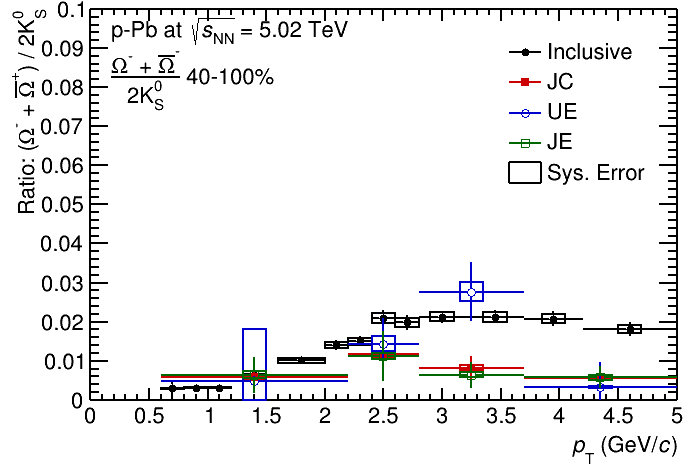 p-Pb at √s_NN = 5.02 TeV
Ω⁻ + Ω̅⁻
2K⁰_S
40-100%
Inclusive
JC
UE
JE
Sys. Error
Ratio: (Ω⁻ + Ω̅⁺) / 2K⁰_S
0.1
0.09
0.08
0.07
0.06
0.05
0.04
0.03
0.02
0.01
0
0 0.5 1 1.5 2 2.5 3 3.5 4 4.5 5
p_T (GeV/c)